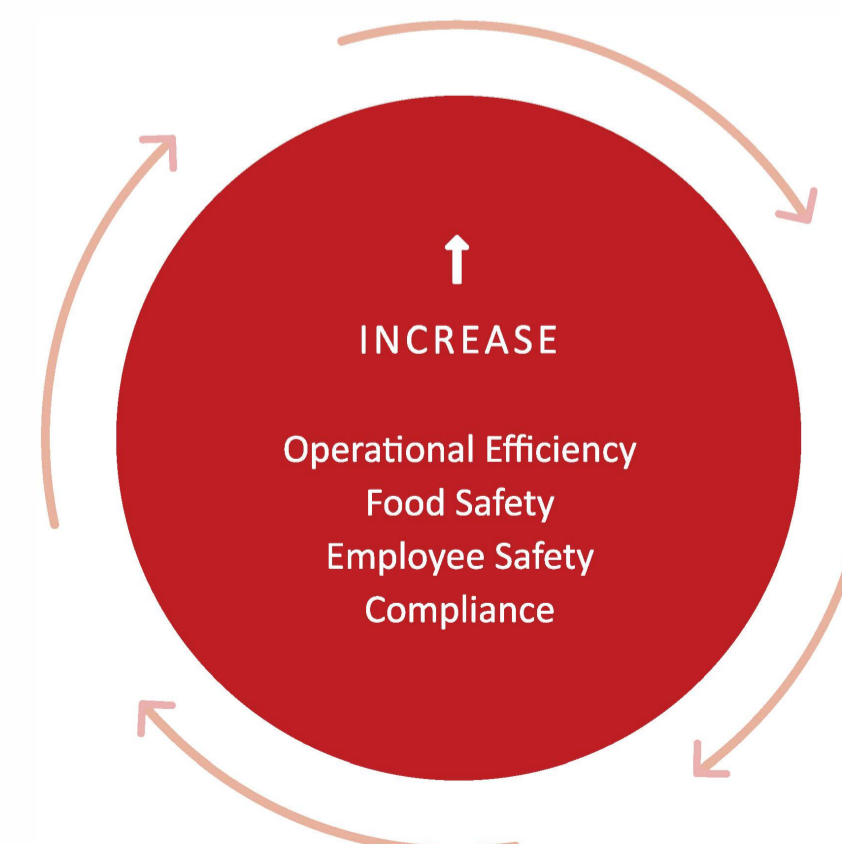 INCREASE
Operational Efficiency
Food Safety
Employee Safety
Compliance